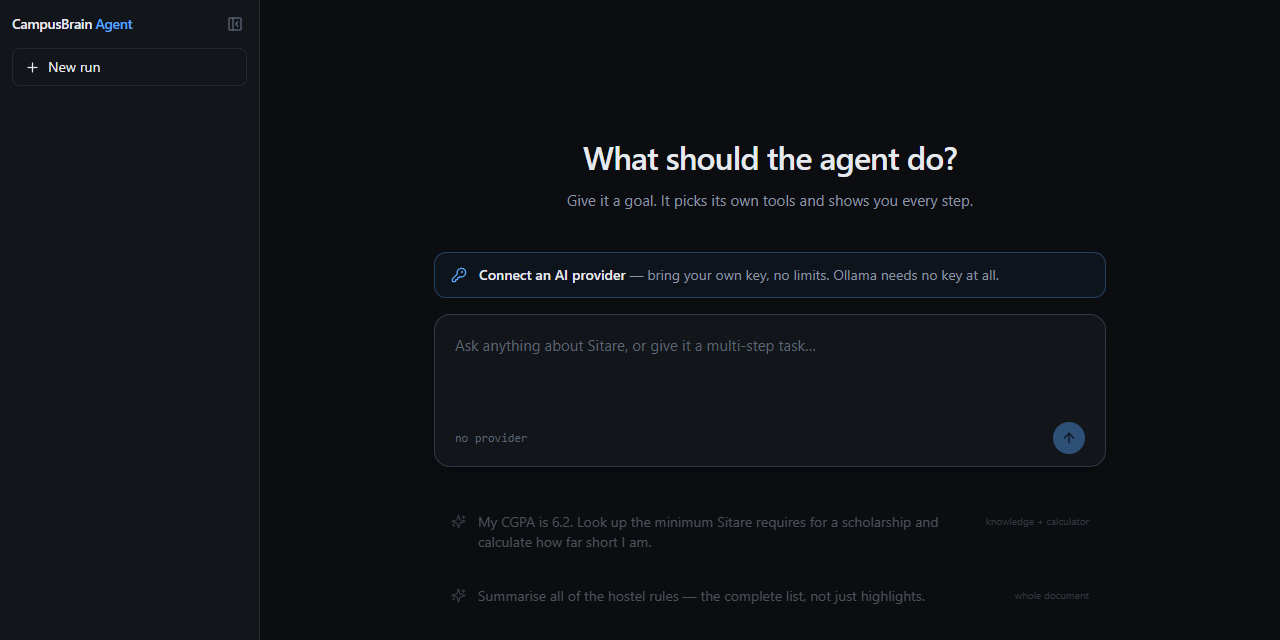 CampusBrain Agent
New run
What should the agent do?
Give it a goal. It picks its own tools and shows you every step.
Connect an AI provider — bring your own key, no limits. Ollama needs no key at all.
Ask anything about Sitare, or give it a multi-step task...
no provider
My CGPA is 6.2. Look up the minimum Sitare requires for a scholarship and
calculate how far short I am.
knowledge + calculator
Summarise all of the hostel rules — the complete list, not just highlights.
whole document